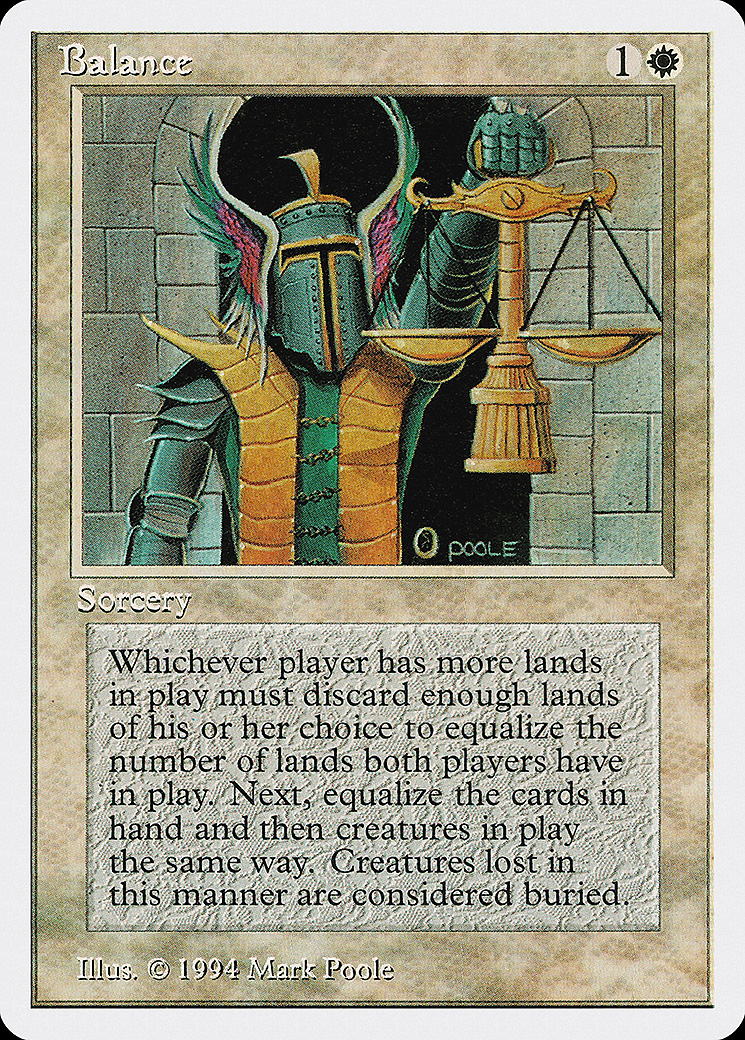 Balance 1
POOLE
Sorcery
Whichever player has more lands
in play must discard enough lands
of his or her choice to equalize the
number of lands both players have
in play. Next, equalize the cards in
hand and then creatures in play
the same way. Creatures lost in
this manner are considered buried.
Illus. © 1994 Mark Poole